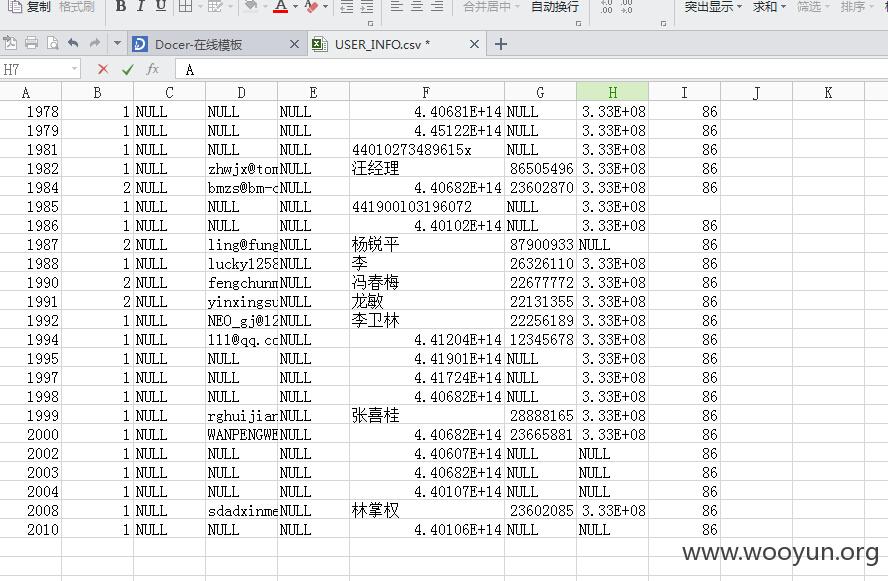 复制 格式刷 B I U A 合并居中 自动换行 突出显示 求和 筛选 排序
Docer-在线模板 USER_INFO.csv *
H7 fx A
A B C D E F G H I J K
1978 1 NULL NULL NULL 4.40681E+14 NULL 3.33E+08 86
1979 1 NULL NULL NULL 4.45122E+14 NULL 3.33E+08 86
1981 1 NULL NULL NULL 44010273489615x NULL 3.33E+08 86
1982 1 NULL zhwjx@tom NULL 汪经理 86505496 3.33E+08 86
1984 2 NULL bmzs@bm-c NULL 4.40682E+14 23602870 3.33E+08 86
1985 1 NULL NULL NULL 441900103196072 NULL 3.33E+08
1986 1 NULL NULL NULL 4.40102E+14 NULL 3.33E+08 86
1987 2 NULL ling@fung NULL 杨锐平 87900933 NULL 86
1988 1 NULL lucky1258 NULL 李 26326110 3.33E+08 86
1990 2 NULL fengchunm NULL 冯春梅 22677772 3.33E+08 86
1991 2 NULL yinxingsu NULL 龙敏 22131355 3.33E+08 86
1992 1 NULL NEO_gj@12 NULL 李卫林 22256189 3.33E+08 86
1994 1 NULL 111@qq.co NULL 4.41204E+14 12345678 3.33E+08 86
1995 1 NULL NULL NULL 4.41901E+14 NULL 3.33E+08 86
1997 1 NULL NULL NULL 4.41724E+14 NULL 3.33E+08 86
1998 1 NULL NULL NULL 4.40682E+14 NULL 3.33E+08 86
1999 1 NULL rghuijian NULL 张喜桂 28888165 3.33E+08 86
2000 1 NULL WANPENGWE NULL 4.40682E+14 23665881 3.33E+08 86
2002 1 NULL NULL NULL 4.40607E+14 NULL NULL 86
2003 1 NULL NULL NULL 4.40682E+14 NULL NULL 86
2004 1 NULL NULL NULL 4.40107E+14 NULL NULL 86
2008 1 NULL sdadxinme NULL 林掌权 23602085 3.33E+08 86
2010 1 NULL NULL NULL 4.40106E+14 NULL NULL 86
www.wooyun.org